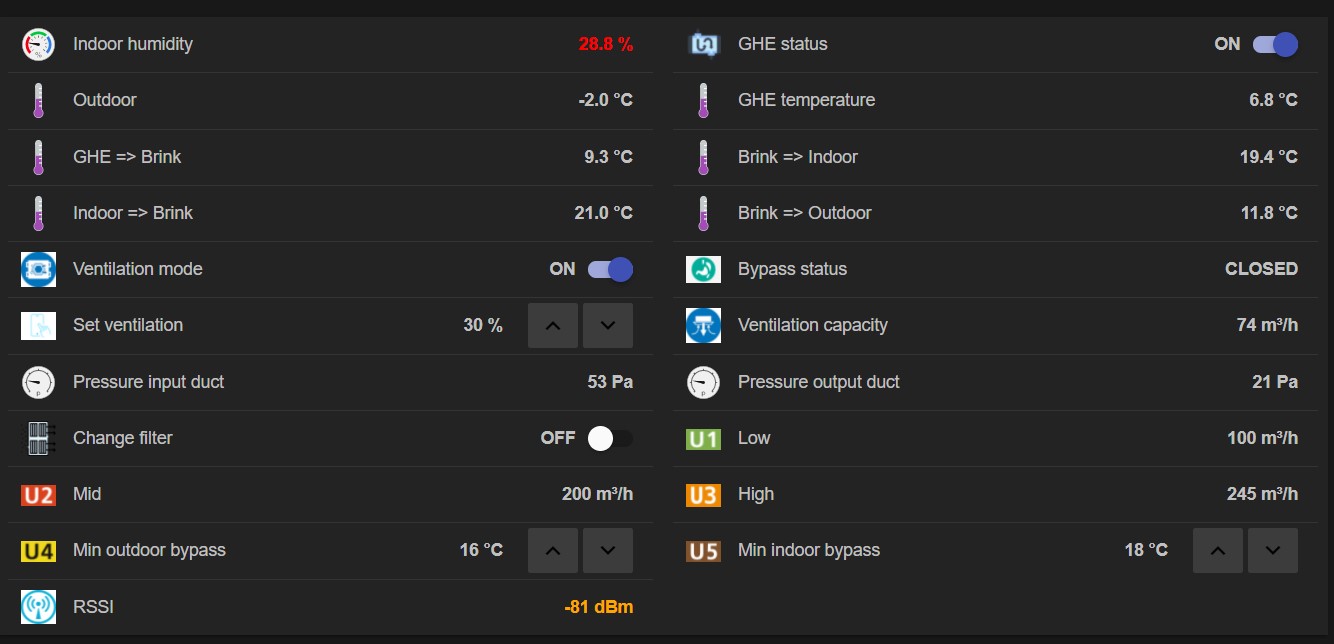 Indoor humidity 28.8 % GHE status ON
Outdoor -2.0 °C GHE temperature 6.8 °C
GHE => Brink 9.3 °C Brink => Indoor 19.4 °C
Indoor => Brink 21.0 °C Brink => Outdoor 11.8 °C
Ventilation mode ON Bypass status CLOSED
Set ventilation 30 % Ventilation capacity 74 m³/h
Pressure input duct 53 Pa Pressure output duct 21 Pa
Change filter OFF U1 Low 100 m³/h
U2 Mid 200 m³/h U3 High 245 m³/h
U4 Min outdoor bypass 16 °C U5 Min indoor bypass 18 °C
RSSI -81 dBm